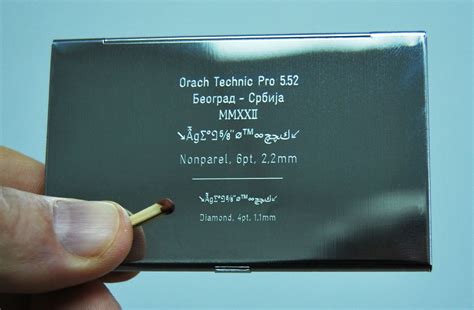 Orach Technic Pro 5.52
Београд - Србија
MMXXII
Nonparel, 6pt, 2,2mm
Diamond, 4pt, 1.1mm